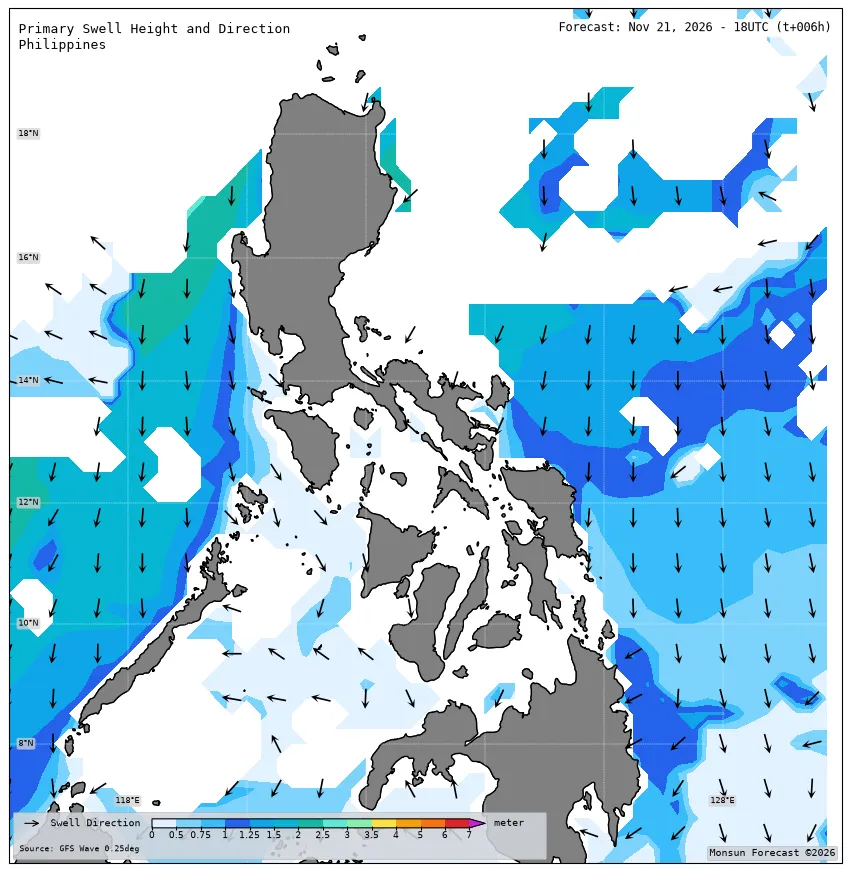 Primary Swell Height and Direction
Philippines
Forecast: Nov 21, 2026 - 18UTC (t+006h)
18°N
16°N
14°N
12°N
10°N
8°N
118°E
128°E
Swell Direction
meter
0 0.5 0.75 1 1.25 1.5 2 2.5 3 3.5 4 5 6 7
Source: GFS Wave 0.25deg
Monsun Forecast ©2026